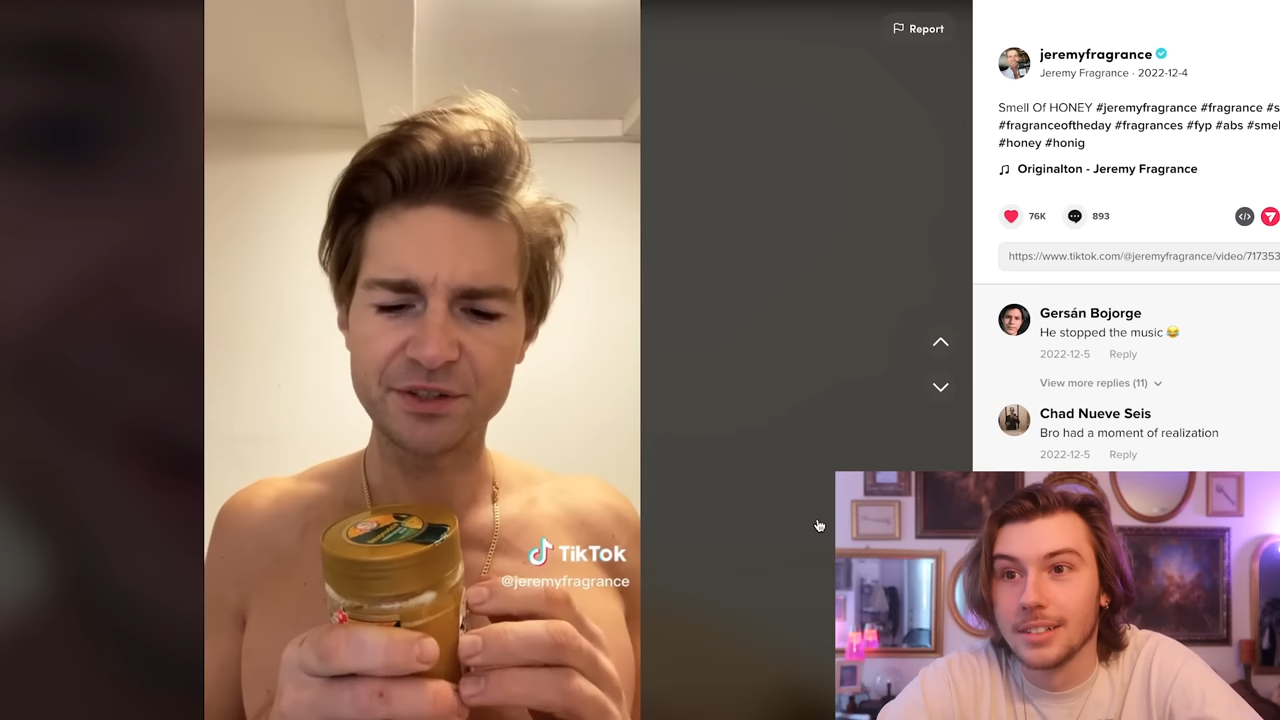 Report
jeremyfragrance
Jeremy Fragrance · 2022-12-4
Smell Of HONEY #jeremyfragrance #fragrance #s
#fragranceoftheday #fragrances #fyp #abs #smel
#honey #honig
Originalton - Jeremy Fragrance
76K
893
https://www.tiktok.com/@jeremyfragrance/video/717353
Gersán Bojorge
He stopped the music 😂
2022-12-5 Reply
View more replies (11)
Chad Nueve Seis
Bro had a moment of realization
2022-12-5 Reply
TikTok
@jeremyfragrance